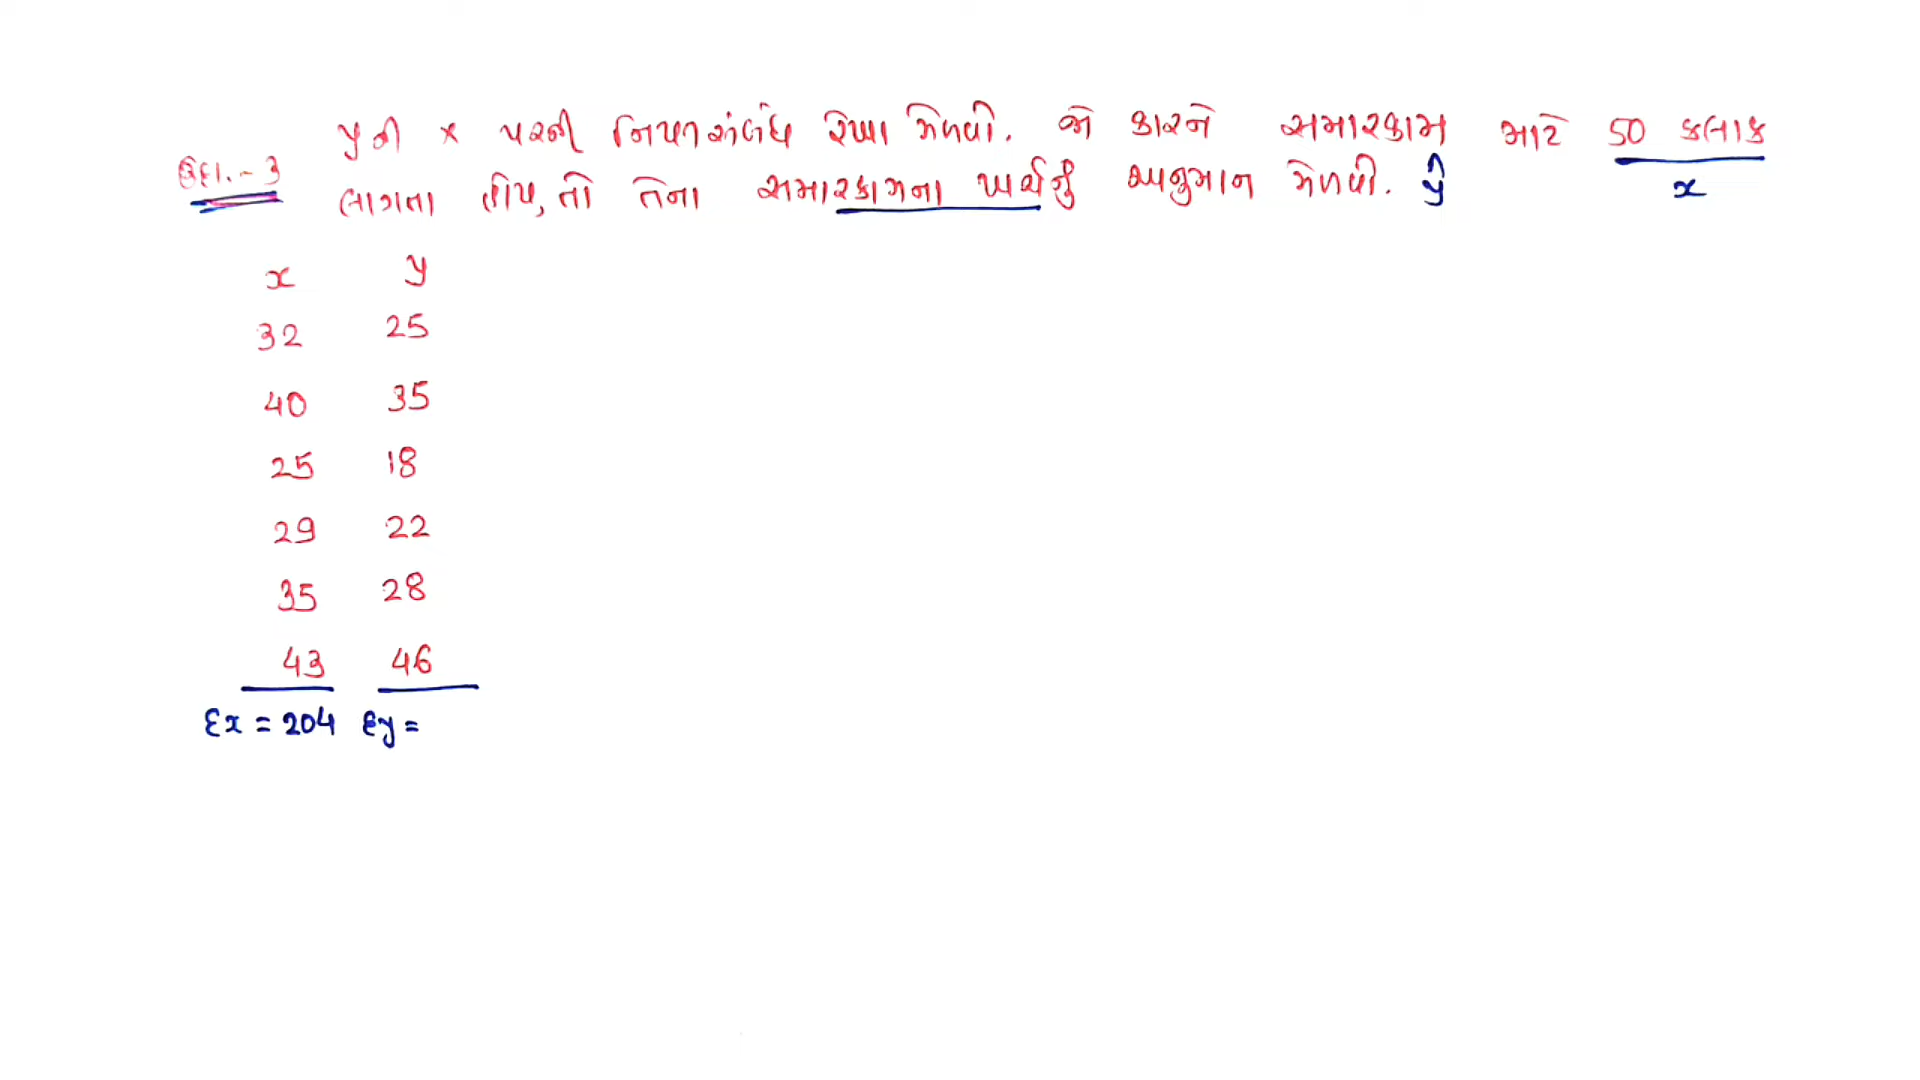 ઉદા.-3
y ની x પરની નિયતસંબંધ રેખા મેળવો. જો કારને સમારકામ માટે 50 કલાક
લાગતા હોય, તો તેના સમારકામના ખર્ચનું અનુમાન મેળવો. ŷ x
x y
32 25
40 35
25 18
29 22
35 28
43 46
Σx = 204 Σy =